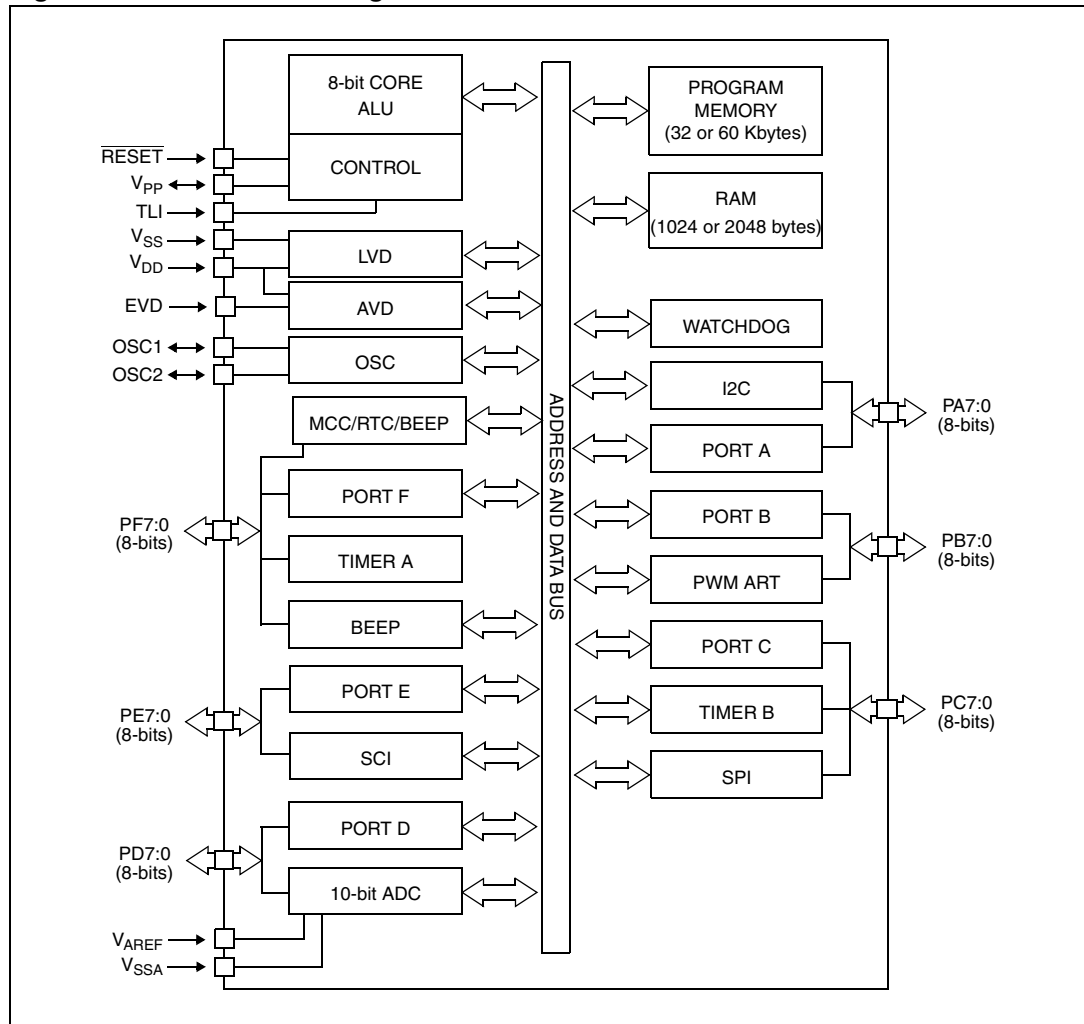 8-bit CORE
ALU
CONTROL
RESET
VPP
TLI
VSS
VDD
EVD
OSC1
OSC2
LVD
AVD
OSC
MCC/RTC/BEEP
PORT F
TIMER A
BEEP
PF7:0
(8-bits)
PORT E
SCI
PE7:0
(8-bits)
PORT D
10-bit ADC
PD7:0
(8-bits)
VAREF
VSSA
ADDRESS AND DATA BUS
PROGRAM
MEMORY
(32 or 60 Kbytes)
RAM
(1024 or 2048 bytes)
WATCHDOG
I2C
PORT A
PA7:0
(8-bits)
PORT B
PWM ART
PB7:0
(8-bits)
PORT C
TIMER B
SPI
PC7:0
(8-bits)